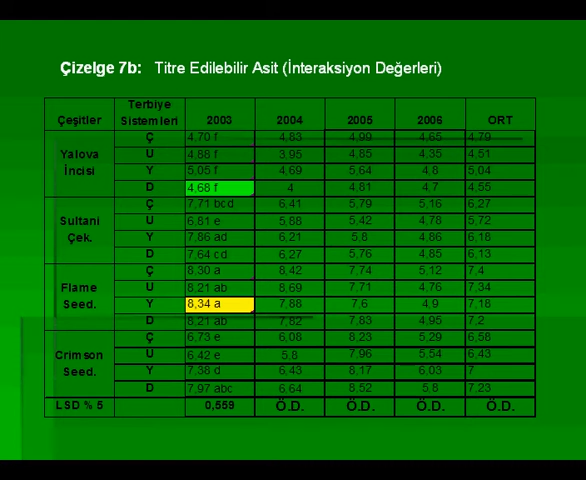 Çizelge 7b: Titre Edilebilir Asit (İnteraksiyon Değerleri)
Çeşitler Terbiye Sistemleri 2003 2004 2005 2006 ORT
Yalova İncisi Ç 4,70 f 4,83 4,99 4,65 4,79
U 4,88 f 3,95 4,85 4,35 4,51
Y 5,05 f 4,69 5,64 4,8 5,04
D 4,68 f 4 4,81 4,7 4,55
Sultani Çek. Ç 7,71 bcd 6,41 5,79 5,16 6,27
U 6,81 e 5,88 5,42 4,78 5,72
Y 7,86 ad 6,21 5,8 4,86 6,18
D 7,64 cd 6,27 5,76 4,85 6,13
Flame Seed. Ç 8,30 a 8,42 7,74 5,12 7,4
U 8,21 ab 8,69 7,71 4,76 7,34
Y 8,34 a 7,88 7,6 4,9 7,18
D 8,21 ab 7,82 7,83 4,95 7,2
Crimson Seed. Ç 6,73 e 6,08 8,23 5,29 6,58
U 6,42 e 5,8 7,96 5,54 6,43
Y 7,38 d 6,43 8,17 6,03 7
D 7,97 abc 6,64 8,52 5,8 7,23
LSD % 5 0,559 Ö.D. Ö.D. Ö.D. Ö.D.